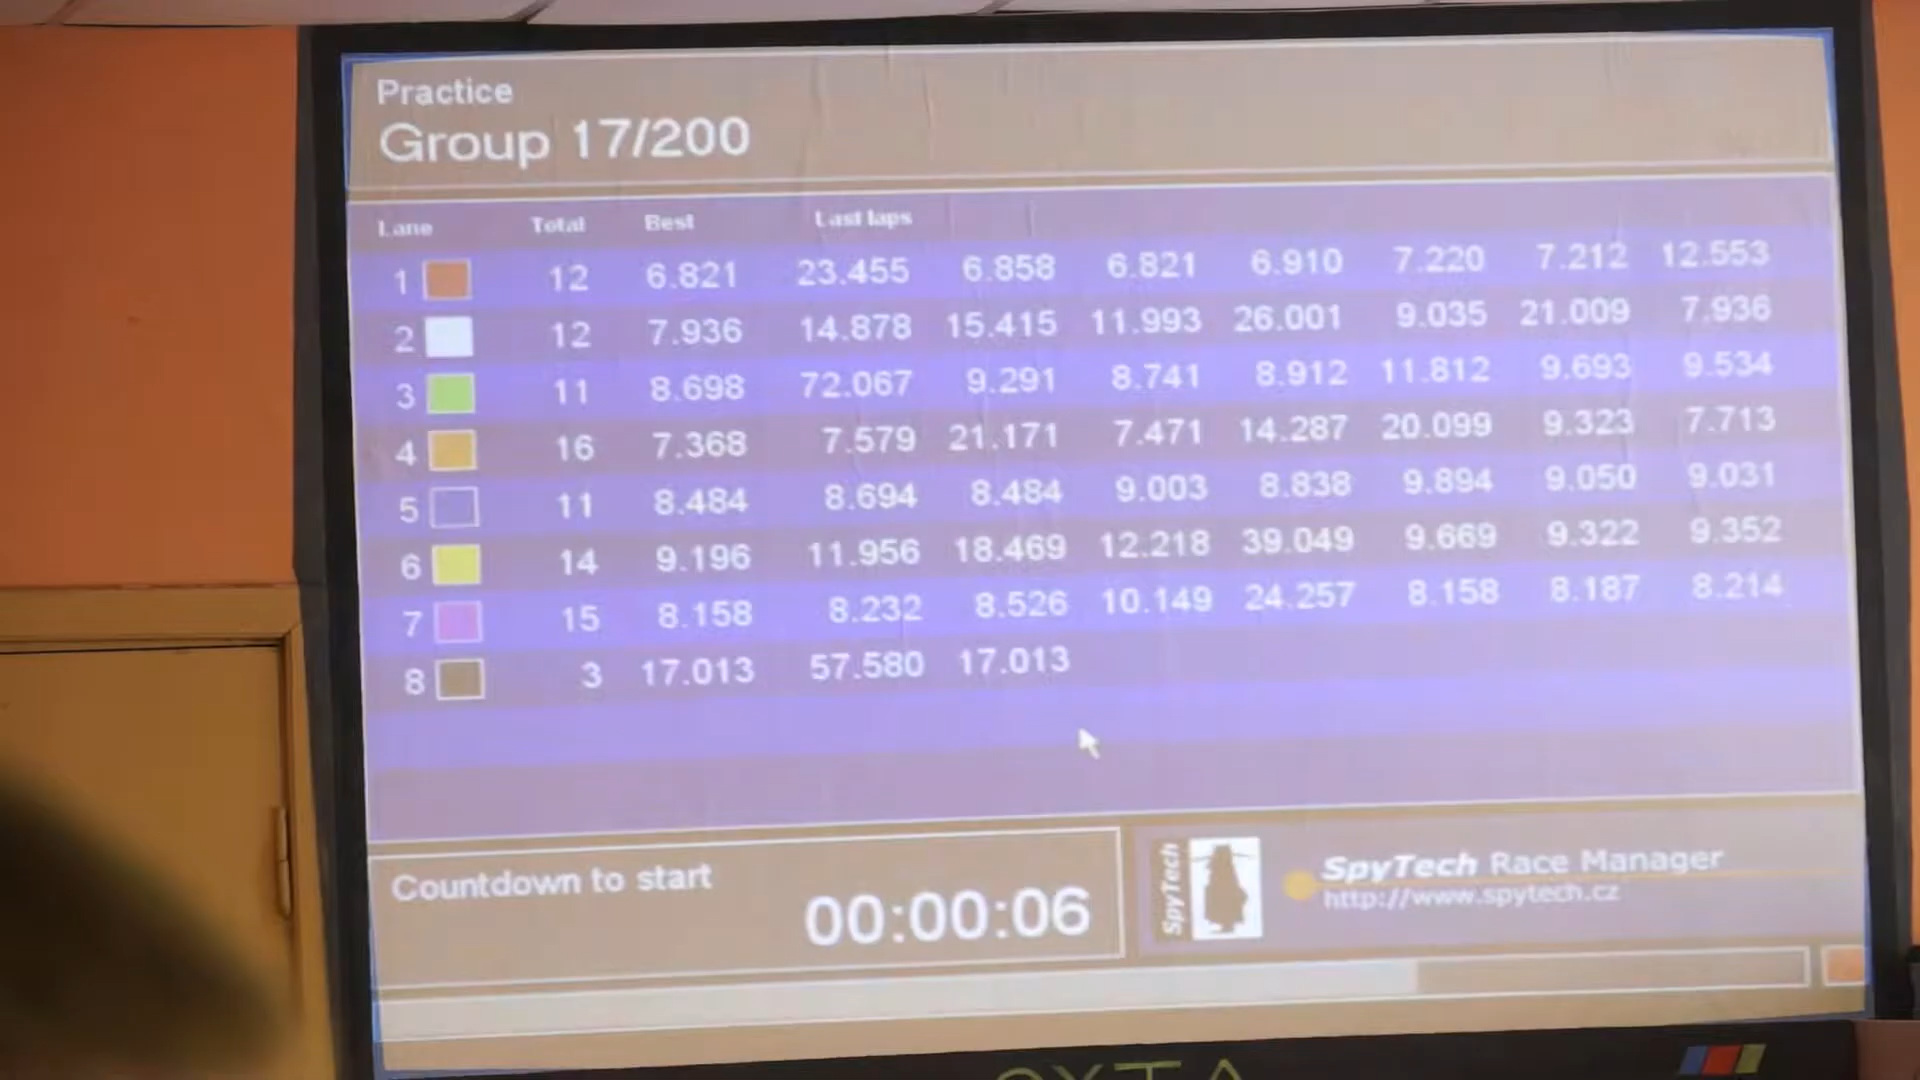 Practice
Group 17/200
Lane Total Best Last laps
1 12 6.821 23.455 6.858 6.821 6.910 7.220 7.212 12.553
2 12 7.936 14.878 15.415 11.993 26.001 9.035 21.009 7.936
3 11 8.698 72.067 9.291 8.741 8.912 11.812 9.693 9.534
4 16 7.368 7.579 21.171 7.471 14.287 20.099 9.323 7.713
5 11 8.484 8.694 8.484 9.003 8.838 9.894 9.050 9.031
6 14 9.196 11.956 18.469 12.218 39.049 9.669 9.322 9.352
7 15 8.158 8.232 8.526 10.149 24.257 8.158 8.187 8.214
8 3 17.013 57.580 17.013
Countdown to start
00:00:06
SpyTech
SpyTech Race Manager
http://www.spytech.cz